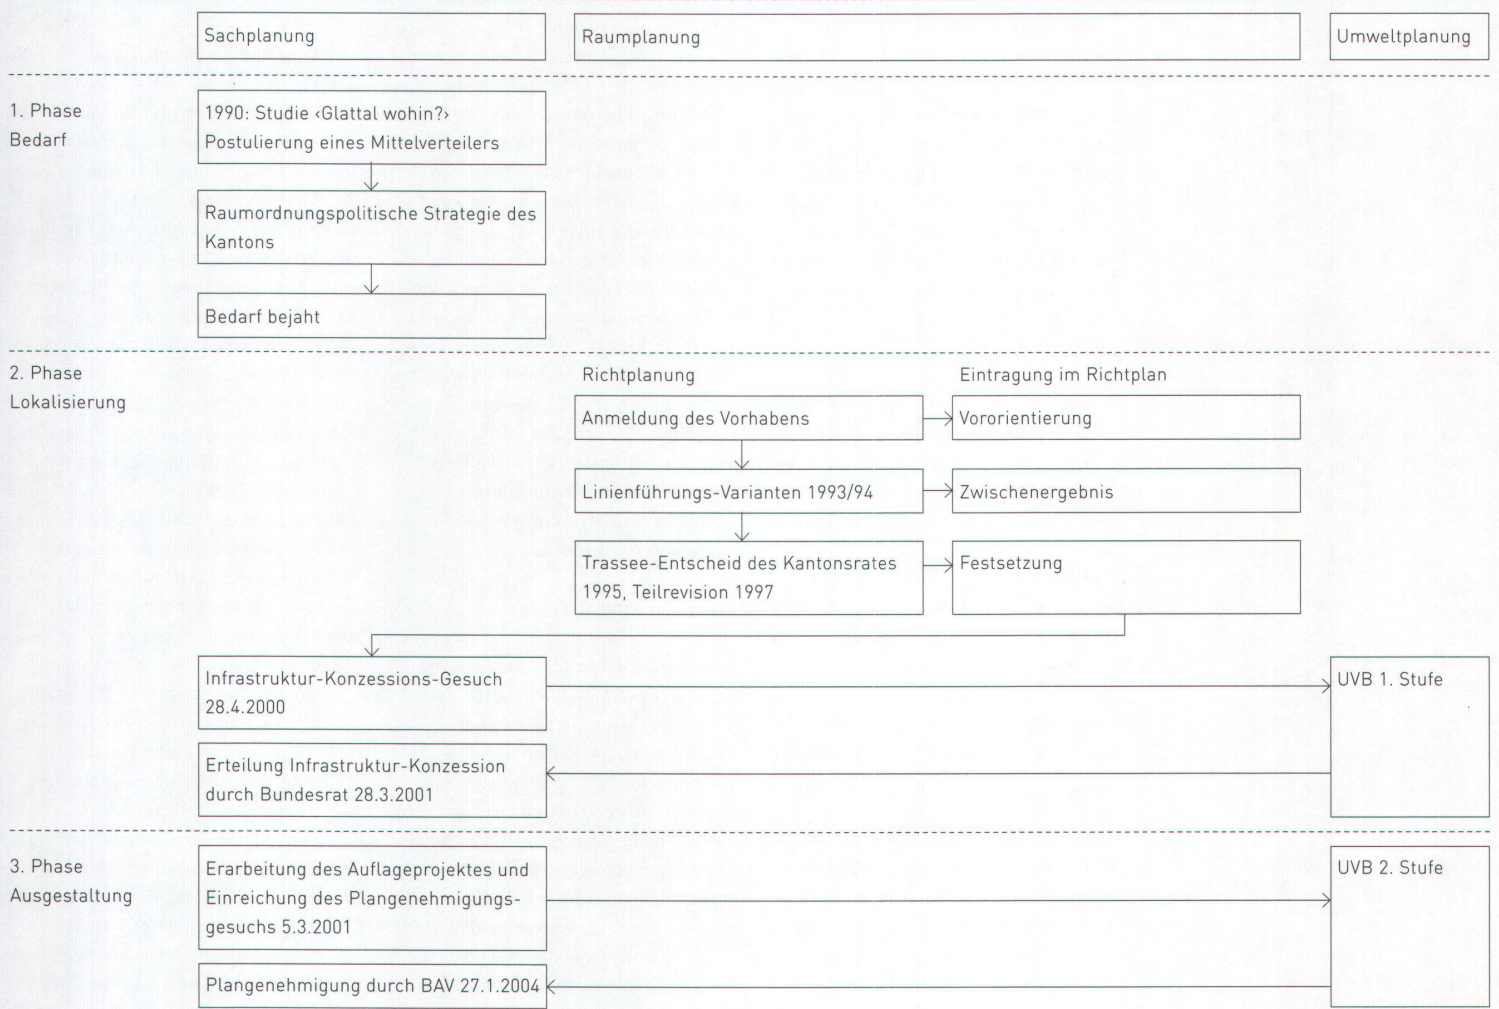 Sachplanung
Raumplanung
Umweltplanung
1. Phase
Bedarf
1990: Studie ‹Glattal wohin?›
Postulierung eines Mittelverteilers
Raumordnungspolitische Strategie des
Kantons
Bedarf bejaht
2. Phase
Lokalisierung
Richtplanung
Eintragung im Richtplan
Anmeldung des Vorhabens
Vororientierung
Linienführungs-Varianten 1993/94
Zwischenergebnis
Trassee-Entscheid des Kantonsrates
1995, Teilrevision 1997
Festsetzung
Infrastruktur-Konzessions-Gesuch
28.4.2000
UVB 1. Stufe
Erteilung Infrastruktur-Konzession
durch Bundesrat 28.3.2001
3. Phase
Ausgestaltung
Erarbeitung des Auflageprojektes und
Einreichung des Plangenehmigungs-
gesuchs 5.3.2001
UVB 2. Stufe
Plangenehmigung durch BAV 27.1.2004